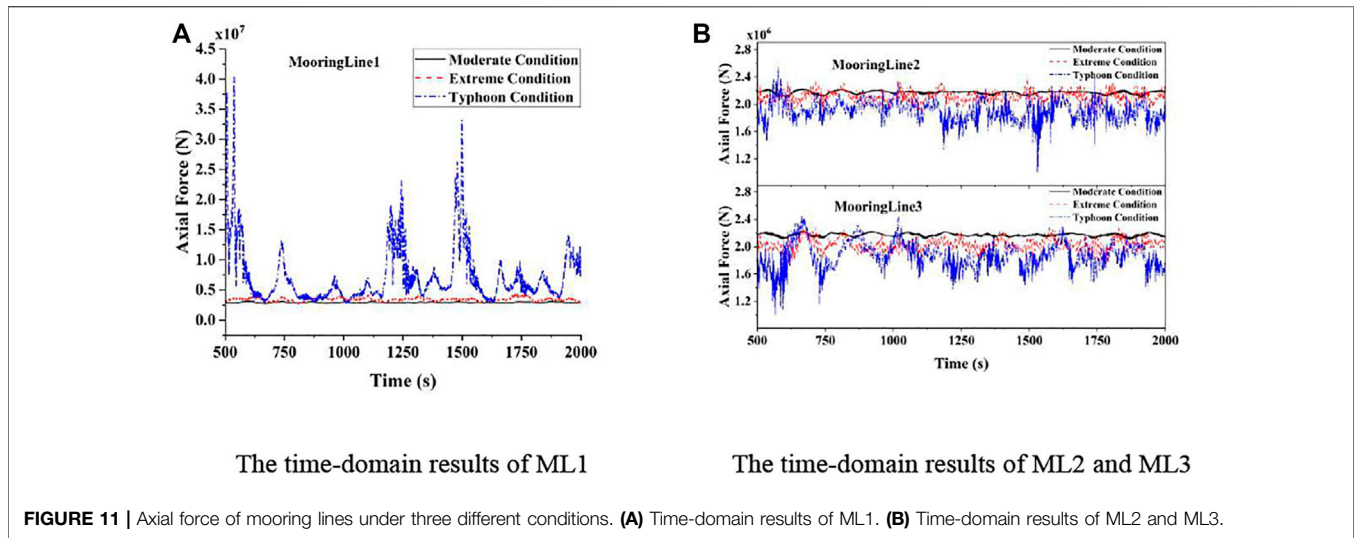 A
×10⁷
4.5
4.0
3.5
3.0
2.5
2.0
1.5
1.0
0.5
0.0
Axial Force (N)
MooringLine1
Moderate Condition
Extreme Condition
Typhoon Condition
500 750 1000 1250 1500 1750 2000
Time (s)
The time-domain results of ML1
B
×10⁶
2.8
2.4
2.0
1.6
1.2
Axial Force (N)
MooringLine2
Moderate Condition
Extreme Condition
Typhoon Condition
2.8
2.4
2.0
1.6
1.2
Axial Force (N)
MooringLine3
Moderate Condition
Extreme Condition
Typhoon Condition
500 750 1000 1250 1500 1750 2000
Time (s)
The time-domain results of ML2 and ML3
FIGURE 11 | Axial force of mooring lines under three different conditions. (A) Time-domain results of ML1. (B) Time-domain results of ML2 and ML3.